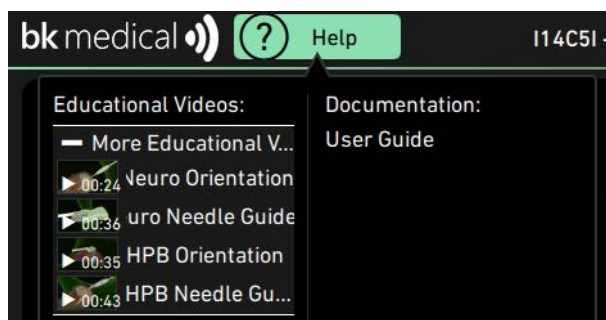 bk medical
? Help
I14C5I -
Educational Videos:
More Educational V...
00:24 Neuro Orientation
00:36 uro Needle Guide
00:35 HPB Orientation
00:43 HPB Needle Gu...
Documentation:
User Guide